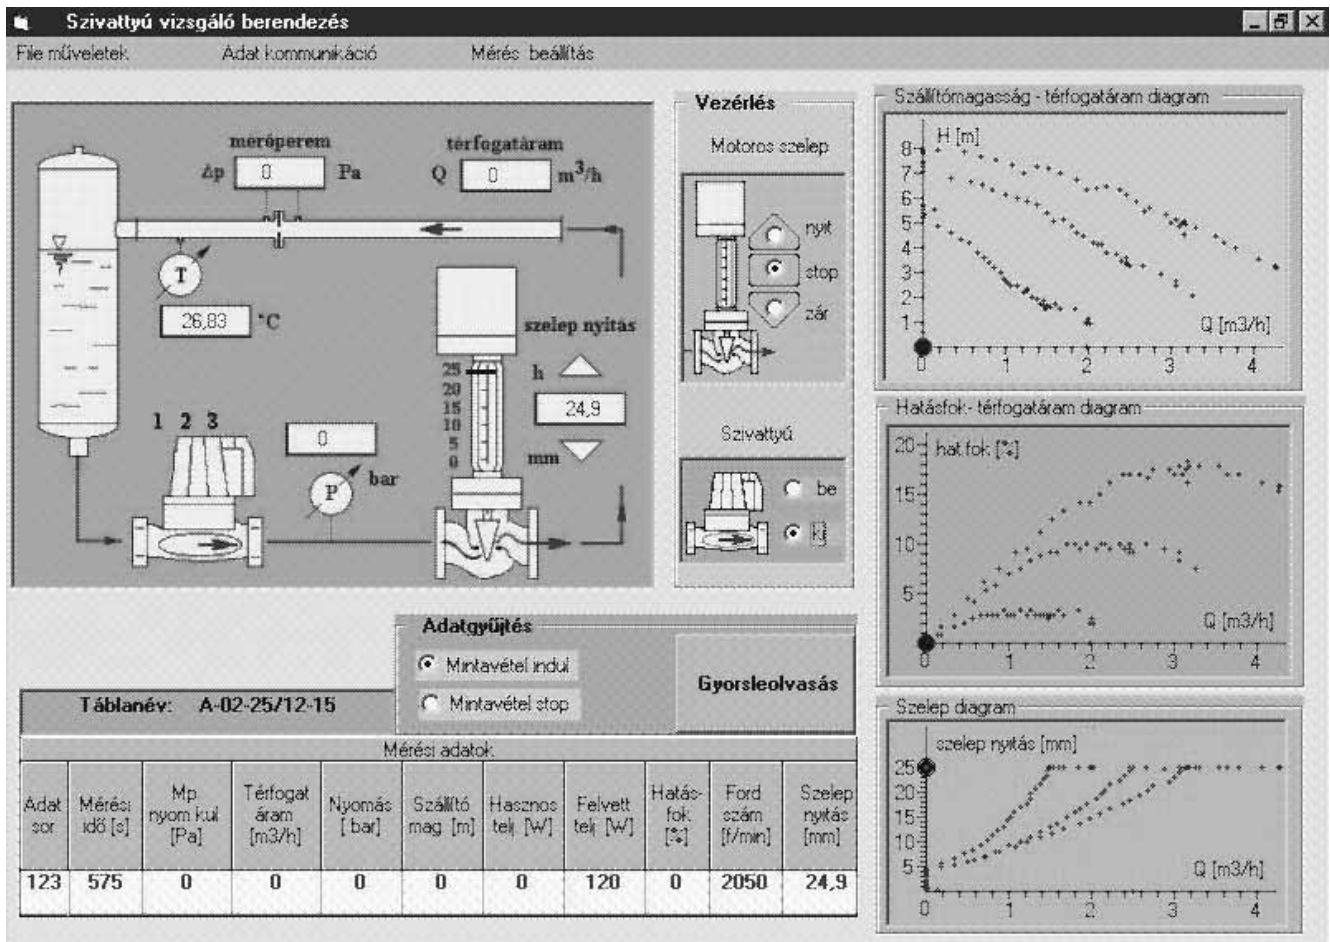 Szivattyú vizsgáló berendezés
File műveletek Adat kommunikáció Mérés beállítás
mérőperem
Δp 0 Pa
térfogatáram
Q 0 m³/h
T
26,83 °C
szelep nyitás
h
24,9
mm
25
20
15
10
5
0
1 2 3
0
bar
P
Vezérlés
Motoros szelep
nyit
stop
zár
Szivattyú
be
ki
Szállítómagasság - térfogatáram diagram
H [m]
8
7
6
5
4
3
2
1
Q [m3/h]
0 1 2 3 4
Hatásfok- térfogatáram diagram
hat.fok [%]
20
15
10
5
Q [m3/h]
0 1 2 3 4
Szelep diagram
szelep nyitás [mm]
25
20
15
10
5
Q [m3/h]
0 1 2 3 4
Adatgyűjtés
Mintavétel indul
Mintavétel stop
Gyorsleolvasás
Táblanév: A-02-25/12-15
Mérési adatok
Adat sor
Mérési idő [s]
Mp nyom kul [Pa]
Térfogat áram [m3/h]
Nyomás [ bar]
Szállító mag. [m]
Hasznos telj. [W]
Felvett telj. [W]
Hatás- fok [%]
Ford szám [f/min]
Szelep nyitás [mm]
123 575 0 0 0 0 0 120 0 2050 24,9